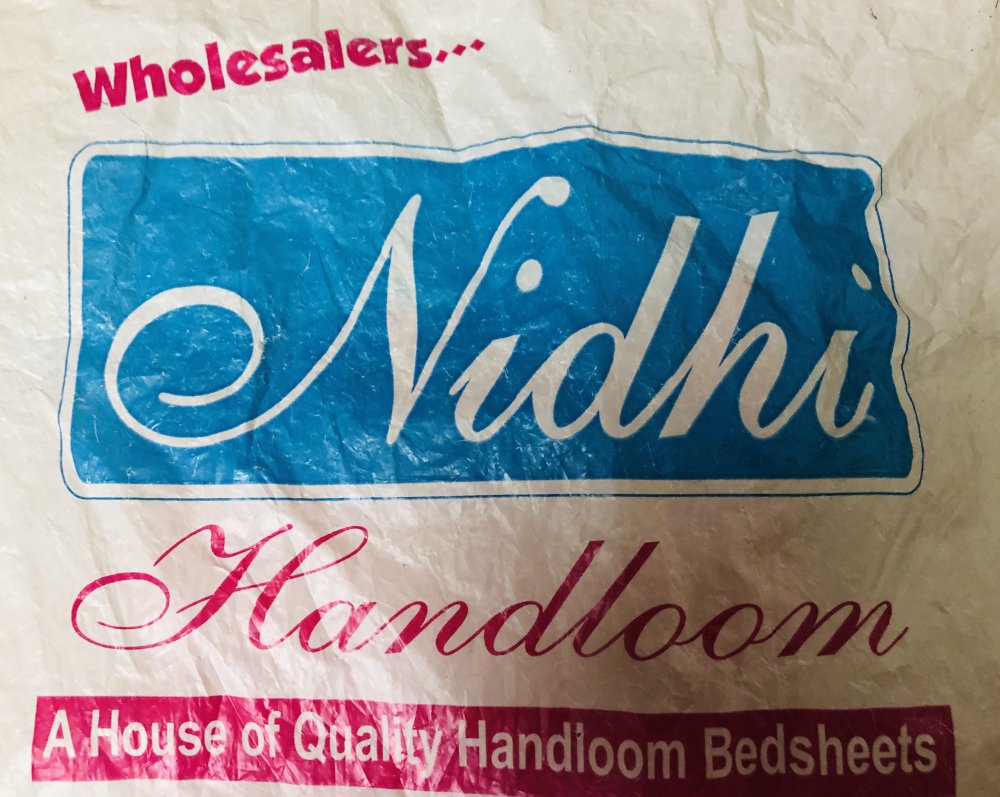 Wholesalers...
Nidhi
Handloom
A House of Quality Handloom Bedsheets